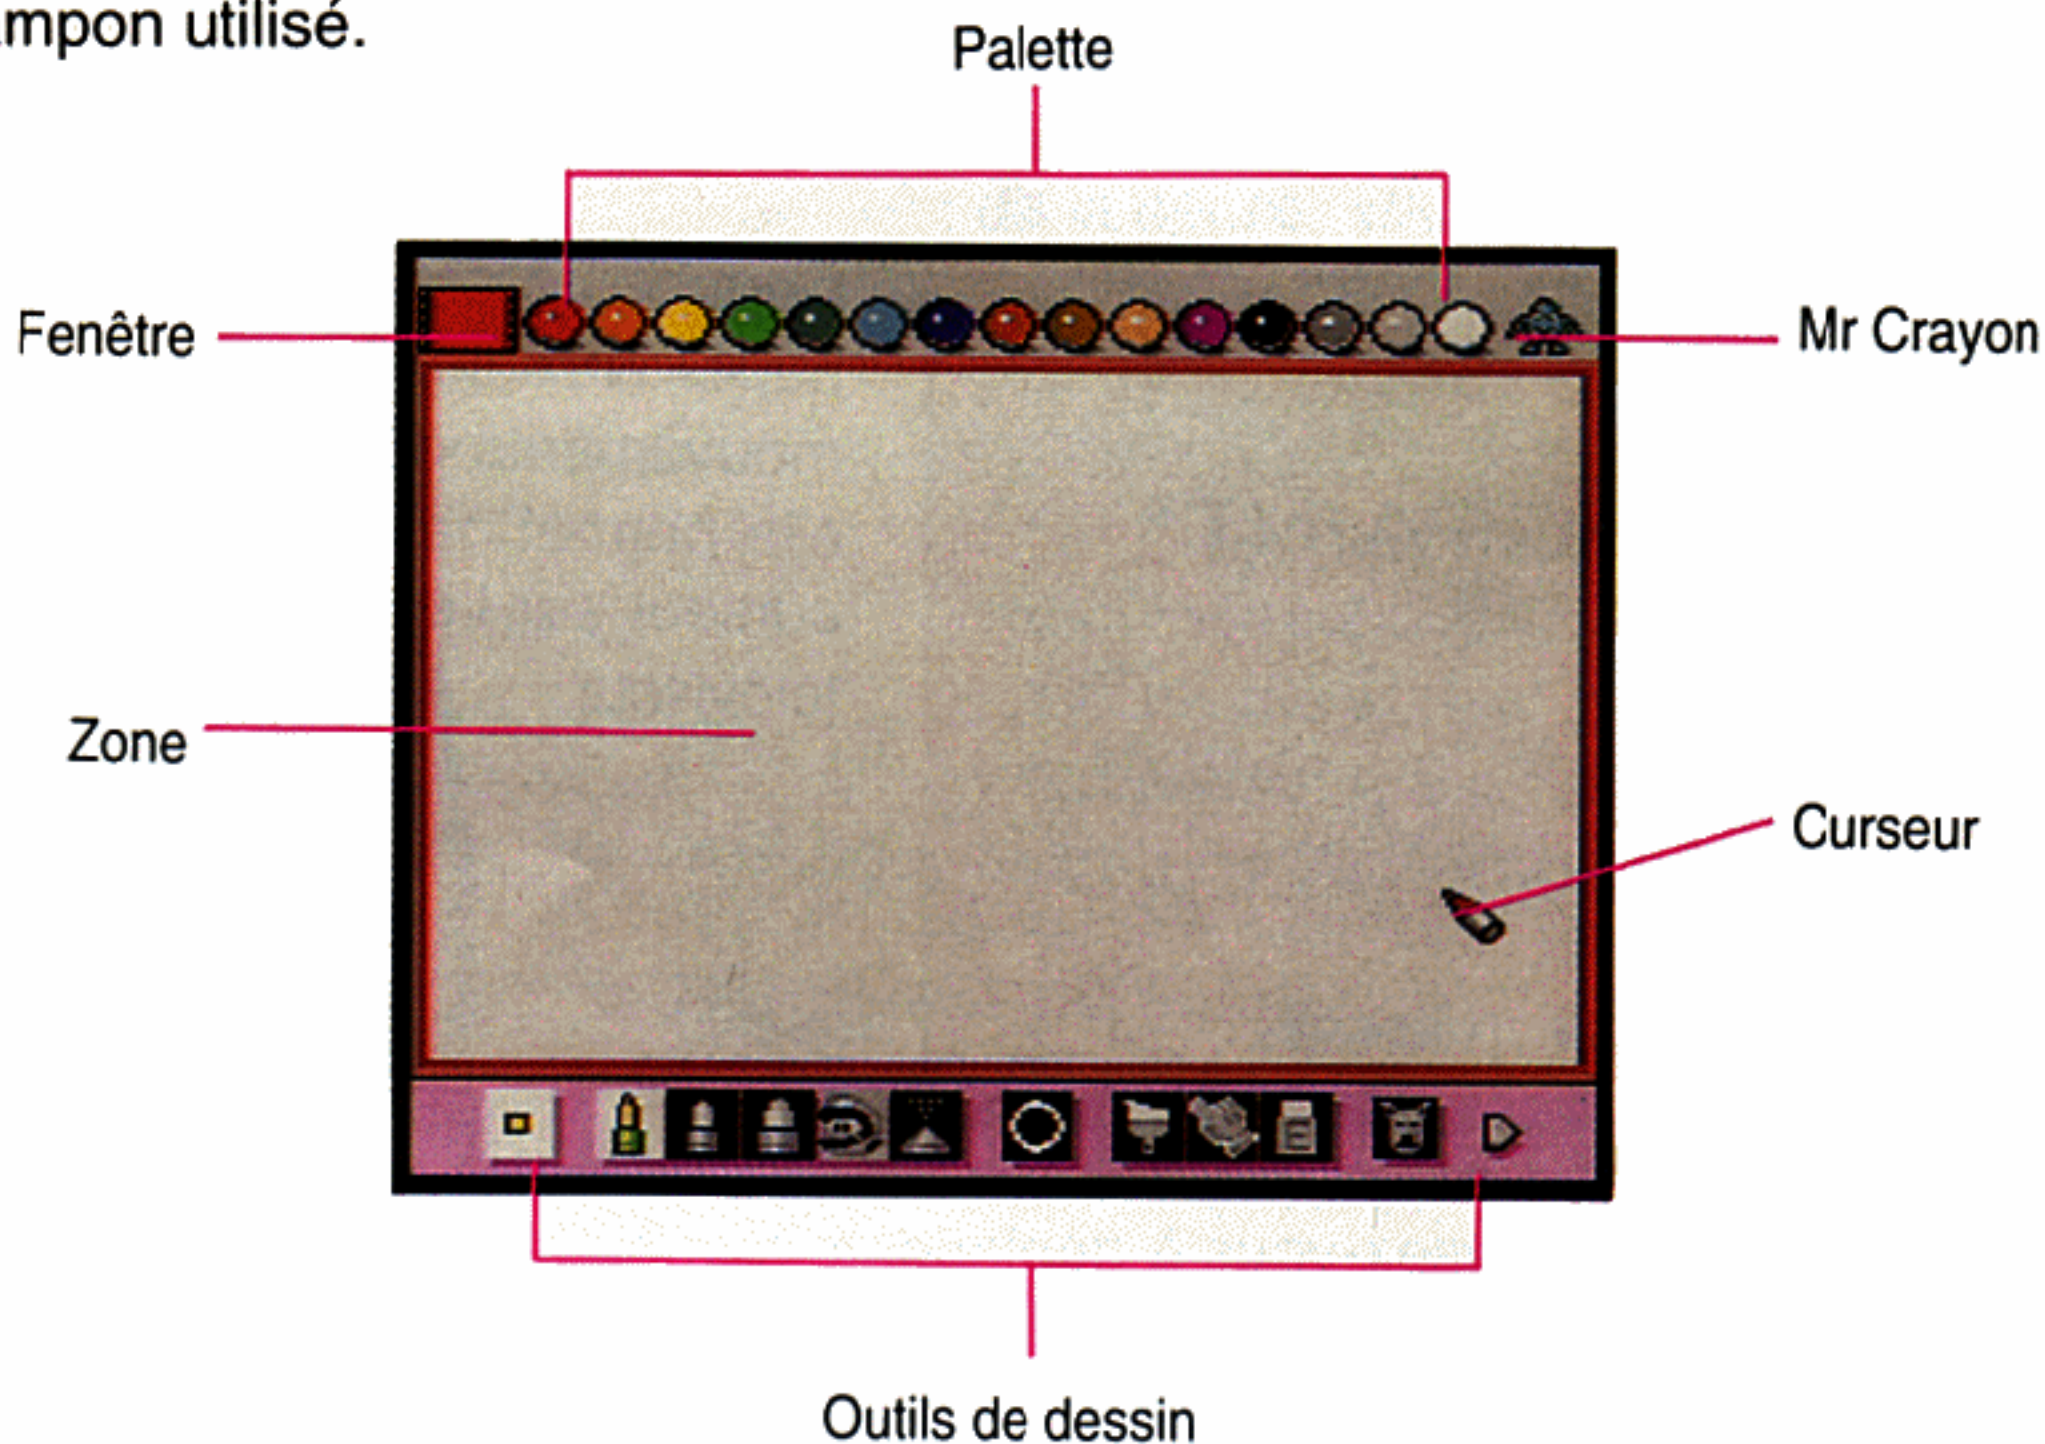 mpon utilisé.
Palette
Fenêtre
Mr Crayon
Zone
Curseur
Outils de dessin